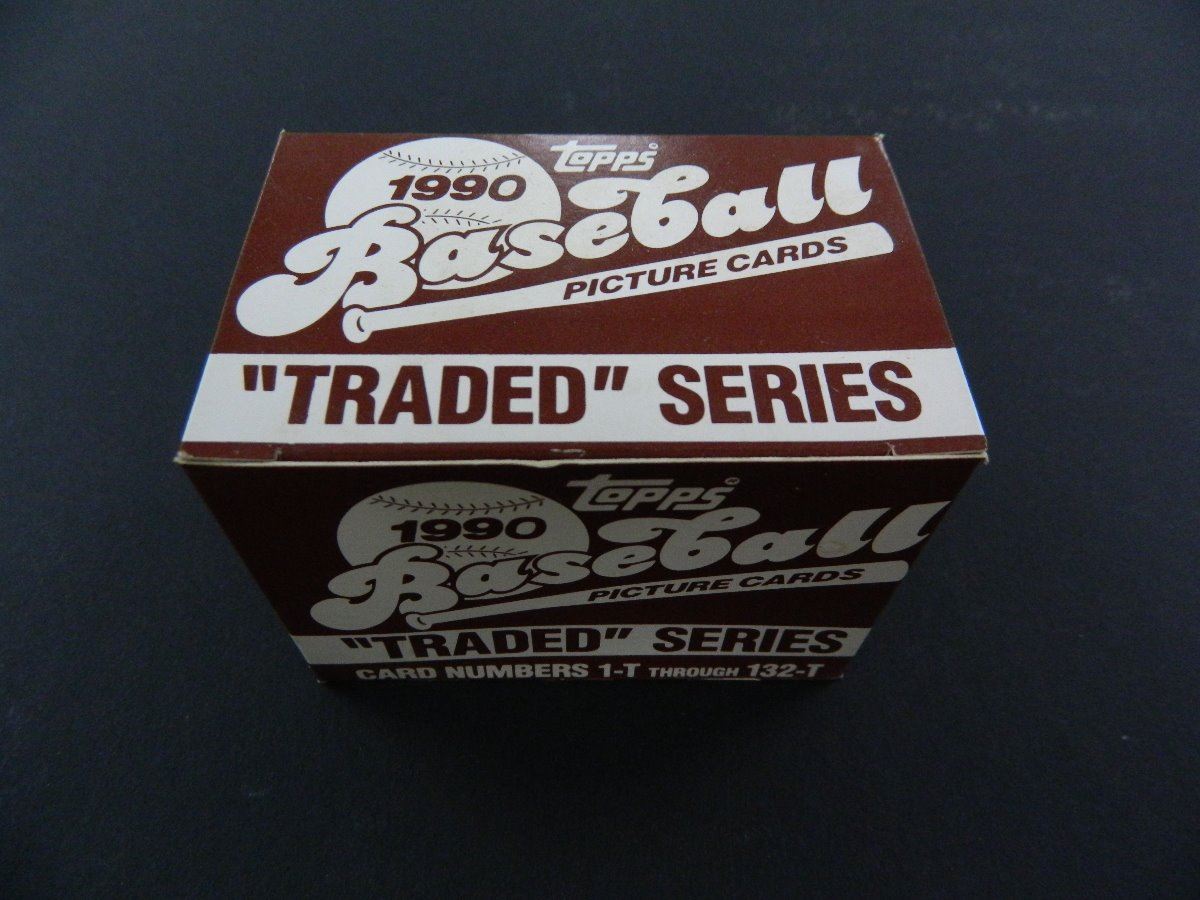 Topps®
1990
Baseball
PICTURE CARDS
"TRADED" SERIES
Topps®
1990
Baseball
PICTURE CARDS
"TRADED" SERIES
CARD NUMBERS 1-T THROUGH 132-T